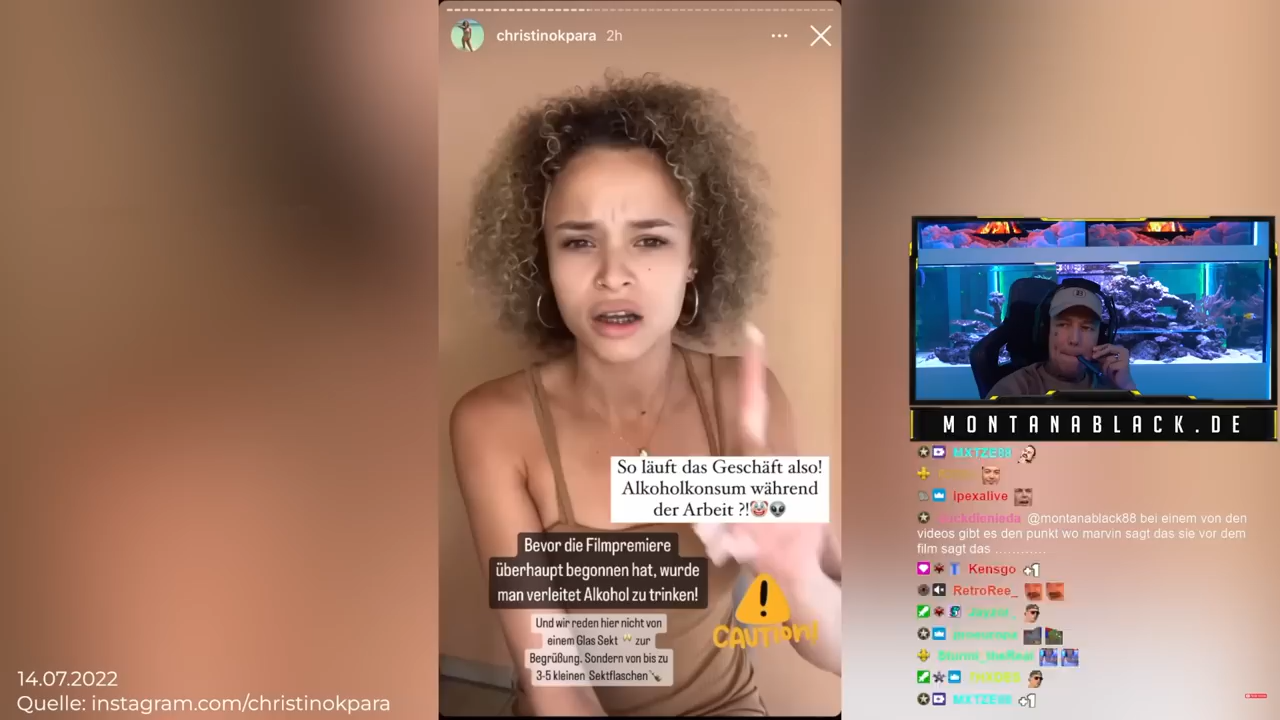 christinokpara 2h
So läuft das Geschäft also!
Alkoholkonsum während
der Arbeit ?!🤡👽
Bevor die Filmpremiere
überhaupt begonnen hat, wurde
man verleitet Alkohol zu trinken!
Und wir reden hier nicht von
einem Glas Sekt 🥂 zur
Begrüßung. Sondern von bis zu
3-5 kleinen Sektflaschen🍾
CAUTION!
14.07.2022
Quelle: instagram.com/christinokpara
MONTANABLACK.DE
MXTZE88
ipexalive
@montanablack88 bei einem von den
videos gibt es den punkt wo marvin sagt das sie vor dem
film sagt das ............
Kensgo +1
RetroRee_
Sturmi_theReal
MXTZE88 +1